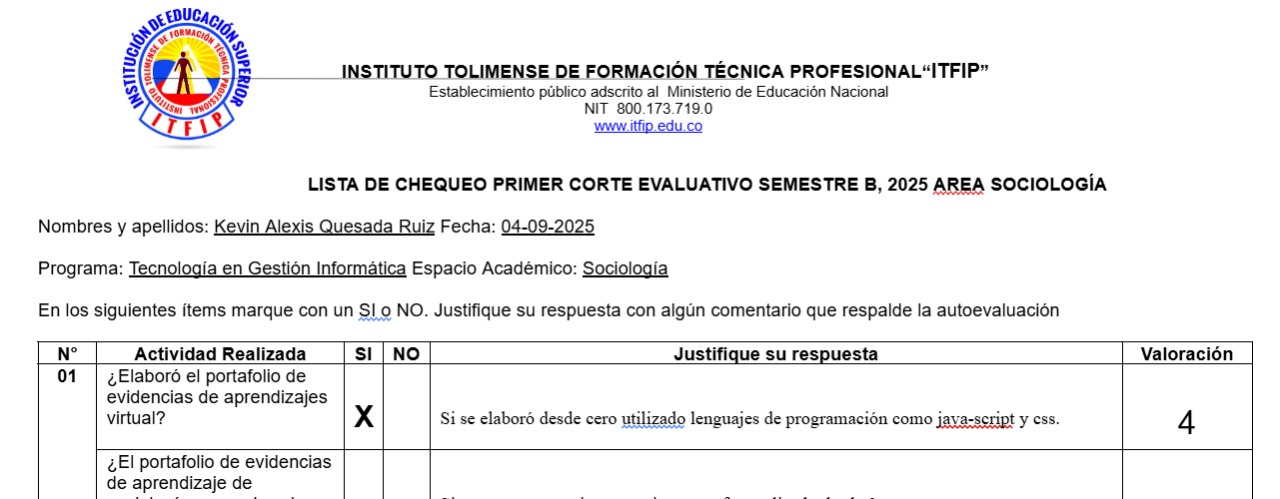 INSTITUCIÓN DE EDUCACIÓN SUPERIOR
TOLIMENSE DE FORMACIÓN TÉCNICA PROFESIONAL INSTITUTO
ITFIP
INSTITUTO TOLIMENSE DE FORMACIÓN TÉCNICA PROFESIONAL“ITFIP”
Establecimiento público adscrito al Ministerio de Educación Nacional
NIT 800.173.719.0
www.itfip.edu.co
LISTA DE CHEQUEO PRIMER CORTE EVALUATIVO SEMESTRE B, 2025 AREA SOCIOLOGÍA
Nombres y apellidos: Kevin Alexis Quesada Ruiz Fecha: 04-09-2025
Programa: Tecnología en Gestión Informática Espacio Académico: Sociología
En los siguientes ítems marque con un SI o NO. Justifique su respuesta con algún comentario que respalde la autoevaluación
N° Actividad Realizada SI NO Justifique su respuesta Valoración
01 ¿Elaboró el portafolio de
evidencias de aprendizajes
virtual?
X
Si se elaboró desde cero utilizado lenguajes de programación como java-script y css.
4
¿El portafolio de evidencias
de aprendizaje de